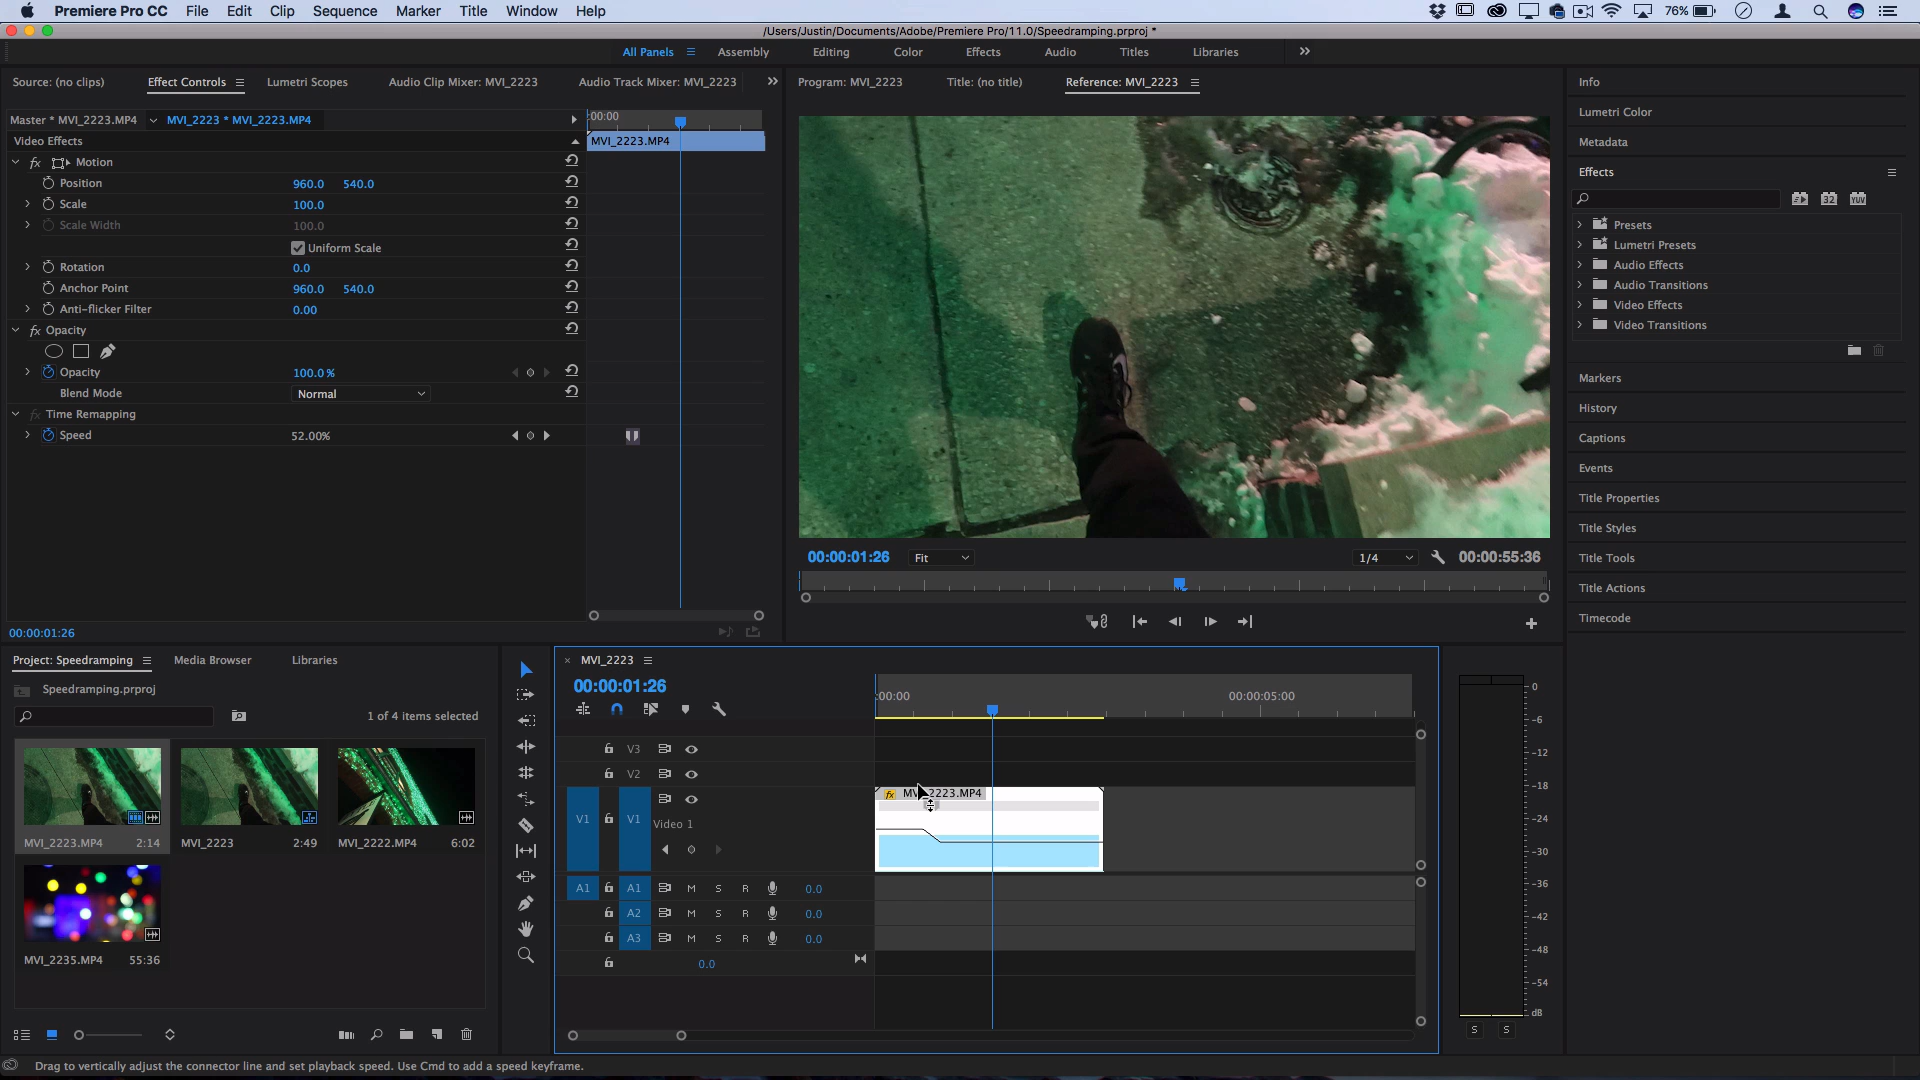 Premiere Pro CC File Edit Clip Sequence Marker Title Window Help 76%
/Users/Justin/Documents/Adobe/Premiere Pro/11.0/Speedramping.prproj *
All Panels Assembly Editing Color Effects Audio Titles Libraries
Source: (no clips) Effect Controls Lumetri Scopes Audio Clip Mixer: MVI_2223 Audio Track Mixer: MVI_2223
Master * MVI_2223.MP4 MVI_2223 * MVI_2223.MP4 :00:00
Video Effects MVI_2223.MP4
fx Motion
Position 960.0 540.0
Scale 100.0
Scale Width 100.0
Uniform Scale
Rotation 0.0
Anchor Point 960.0 540.0
Anti-flicker Filter 0.00
fx Opacity
Opacity 100.0 %
Blend Mode Normal
fx Time Remapping
Speed 52.00%
00:00:01:26
Program: MVI_2223 Title: (no title) Reference: MVI_2223
00:00:01:26 Fit 1/4 00:00:55:36
Info
Lumetri Color
Metadata
Effects
32 YUV
Presets
Lumetri Presets
Audio Effects
Audio Transitions
Video Effects
Video Transitions
Markers
History
Captions
Events
Title Properties
Title Styles
Title Tools
Title Actions
Timecode
Project: Speedramping Media Browser Libraries
Speedramping.prproj
1 of 4 items selected
MVI_2223.MP4 2:14 MVI_2223 2:49 MVI_2222.MP4 6:02
MVI_2235.MP4 55:36
× MVI_2223
00:00:01:26 :00:00 00:00:05:00
V3
V2
V1 V1 Video 1 fx MVI_2223.MP4
A1 A1 M S R 0.0
A2 M S R 0.0
A3 M S R 0.0
0.0
0
-6
-12
-18
-24
-30
-36
-42
-48
-54
dB
S S
Drag to vertically adjust the connector line and set playback speed. Use Cmd to add a speed keyframe.